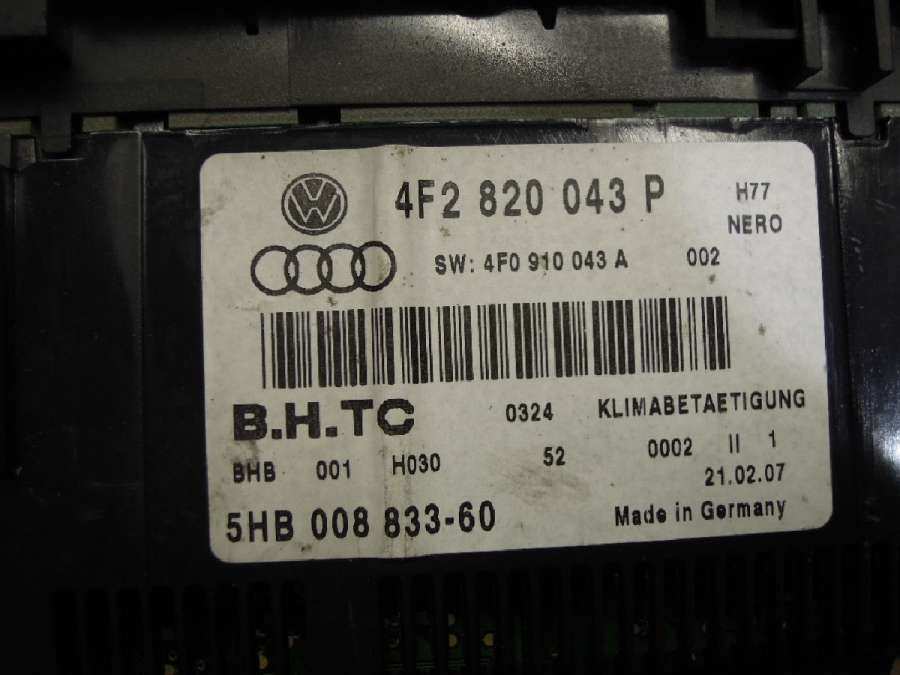 4F2 820 043 P H77
NERO
SW: 4F0 910 043 A 002
B.H.TC 0324 KLIMABETAETIGUNG
BHB 001 H030 52 0002 II 1
21.02.07
5HB 008 833-60 Made in Germany